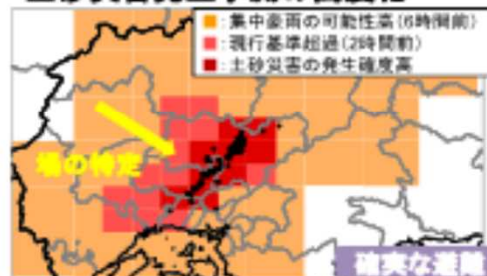 :集中豪雨の可能性高(6時間前)
:現行基準超過(2時間前)
:土砂災害の発生確度高
場の特定
確実な避難